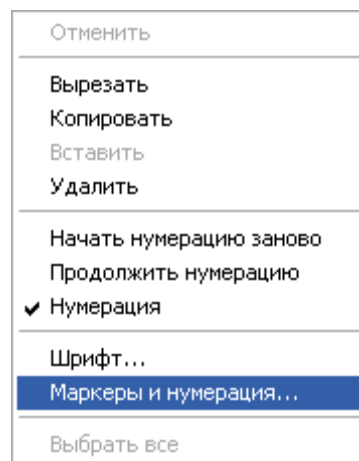 Отменить
Вырезать
Копировать
Вставить
Удалить
Начать нумерацию заново
Продолжить нумерацию
Нумерация
Шрифт...
Маркеры и нумерация...
Выбрать все